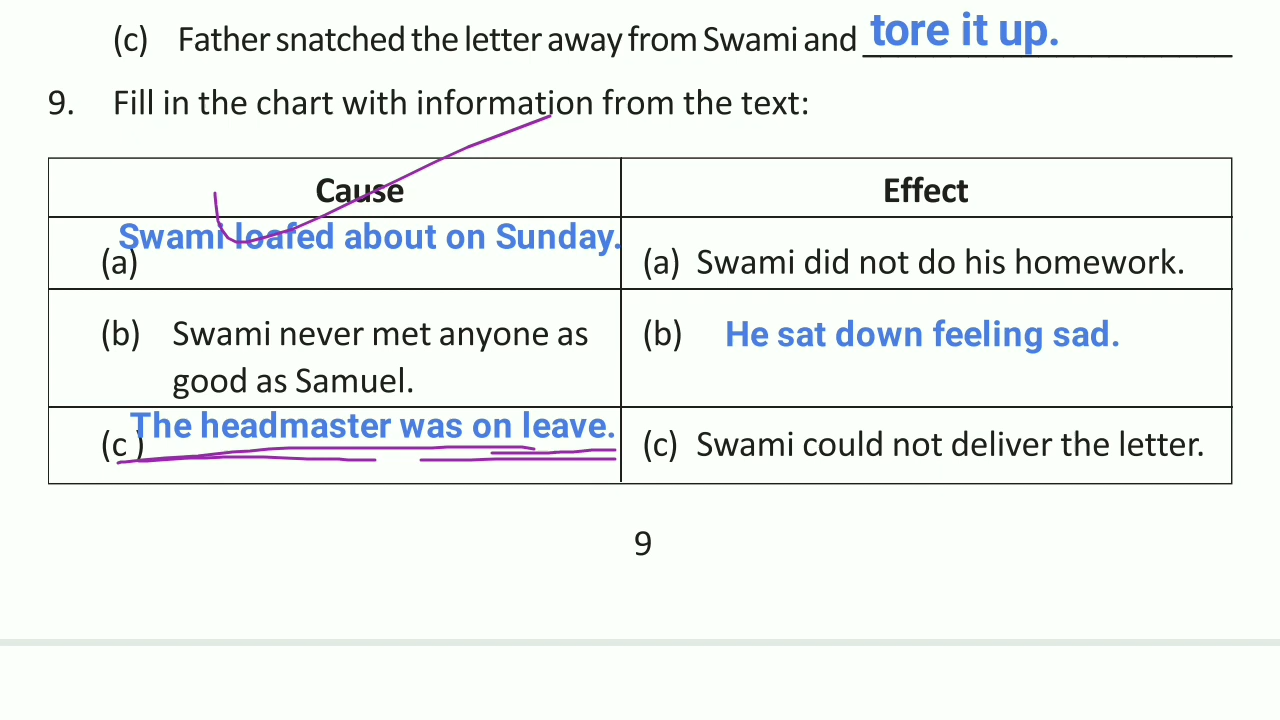 (c) Father snatched the letter away from Swami and tore it up.
9. Fill in the chart with information from the text:
Cause Effect
Swami loafed about on Sunday.
(a) (a) Swami did not do his homework.
(b) Swami never met anyone as (b) He sat down feeling sad.
good as Samuel.
The headmaster was on leave.
(c ) (c) Swami could not deliver the letter.
9